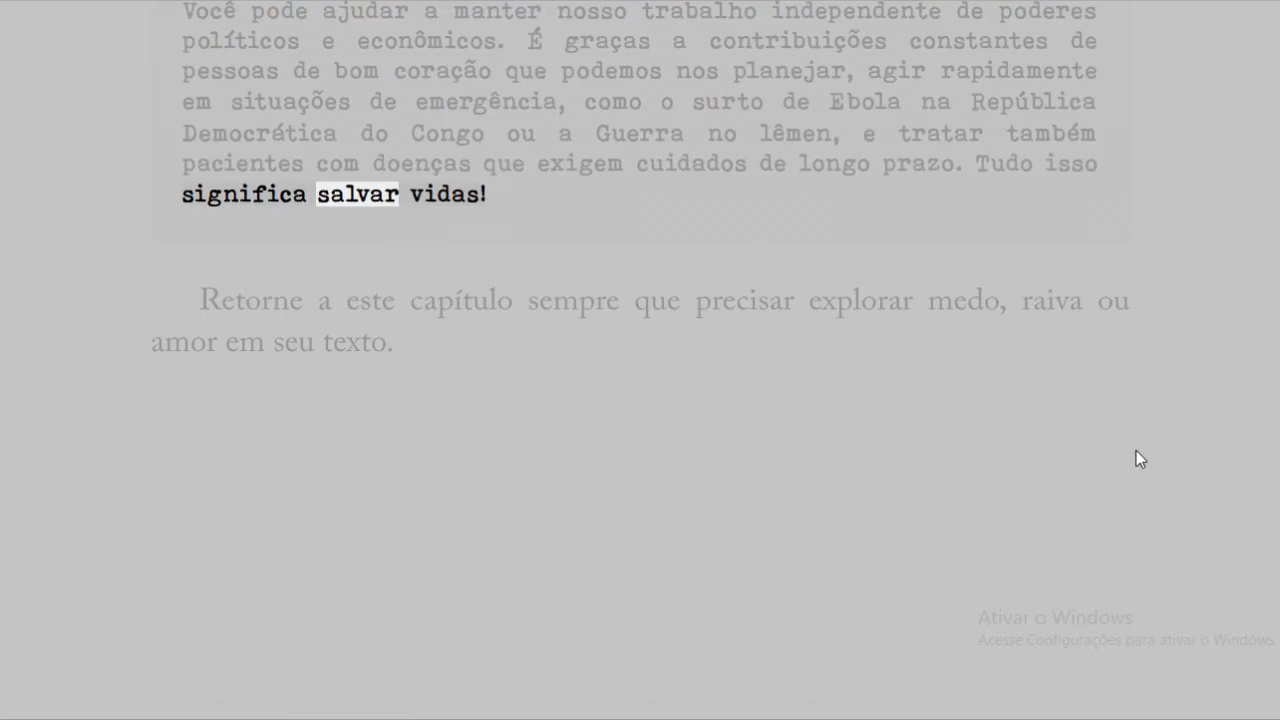 Você pode ajudar a manter nosso trabalho independente de poderes
políticos e econômicos. É graças a contribuições constantes de
pessoas de bom coração que podemos nos planejar, agir rapidamente
em situações de emergência, como o surto de Ebola na República
Democrática do Congo ou a Guerra no Iêmen, e tratar também
pacientes com doenças que exigem cuidados de longo prazo. Tudo isso
significa salvar vidas!
Retorne a este capítulo sempre que precisar explorar medo, raiva ou
amor em seu texto.
Ativar o Windows
Acesse Configurações para ativar o Windows.